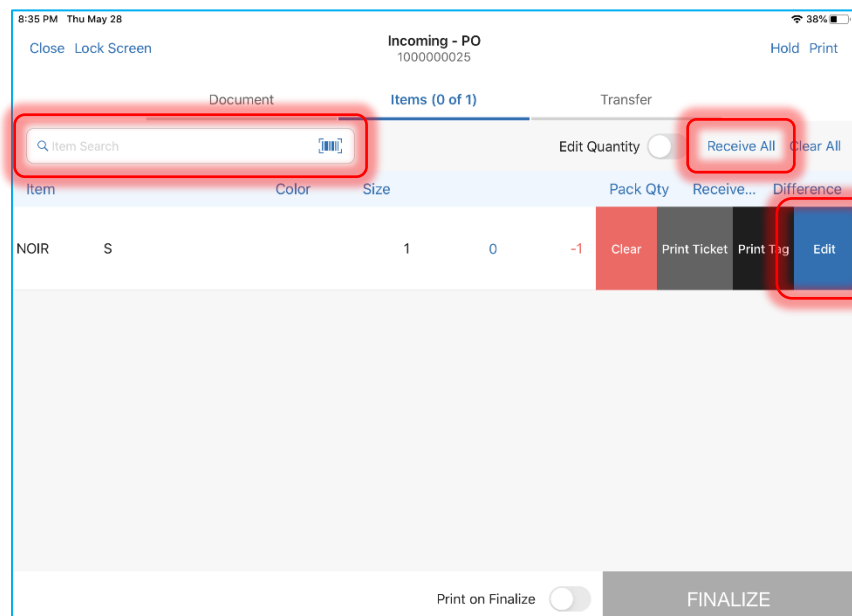 8:35 PM Thu May 28 38%
Close Lock Screen Incoming - PO Hold Print
1000000025
Document Items (0 of 1) Transfer
Item Search Edit Quantity Receive All Clear All
Item Color Size Pack Qty Receive... Difference
NOIR S 1 0 -1 Clear Print Ticket Print Tag Edit
Print on Finalize FINALIZE